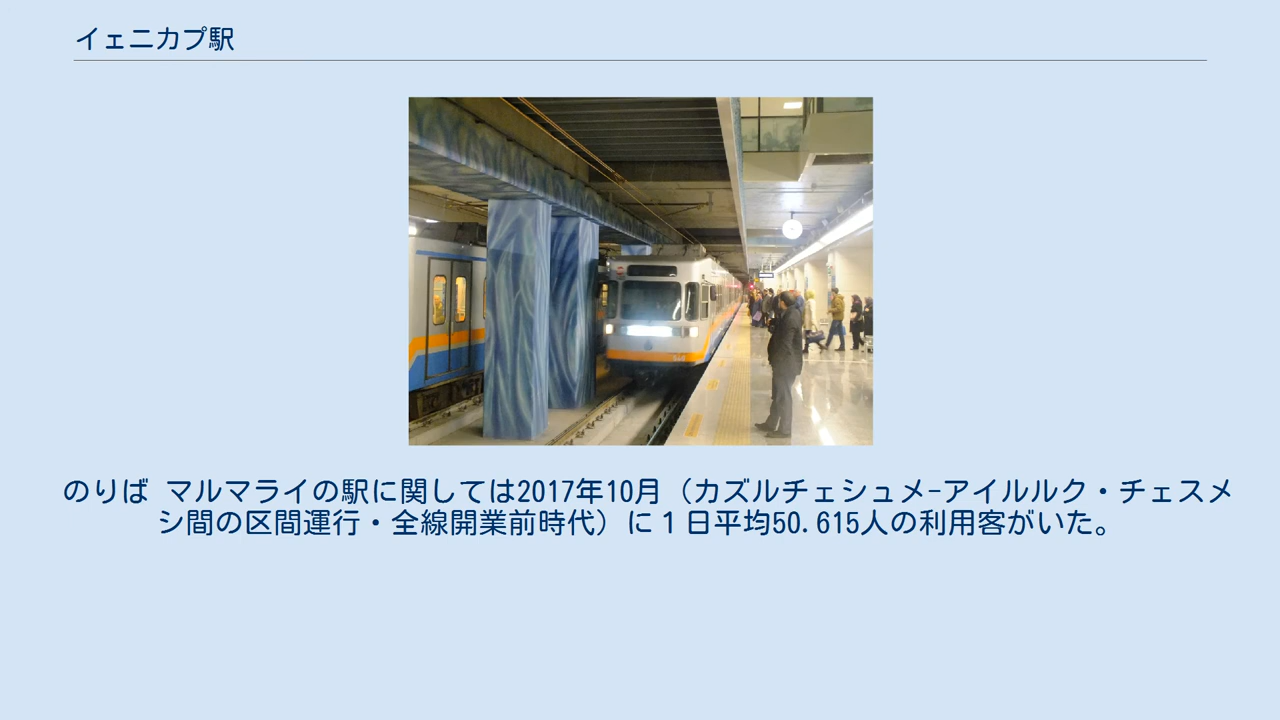 イェニカプ駅
のりば マルマライの駅に関しては2017年10月（カズルチェシュメ-アイルルク・チェスメ
シ間の区間運行・全線開業前時代）に１日平均50.615人の利用客がいた。